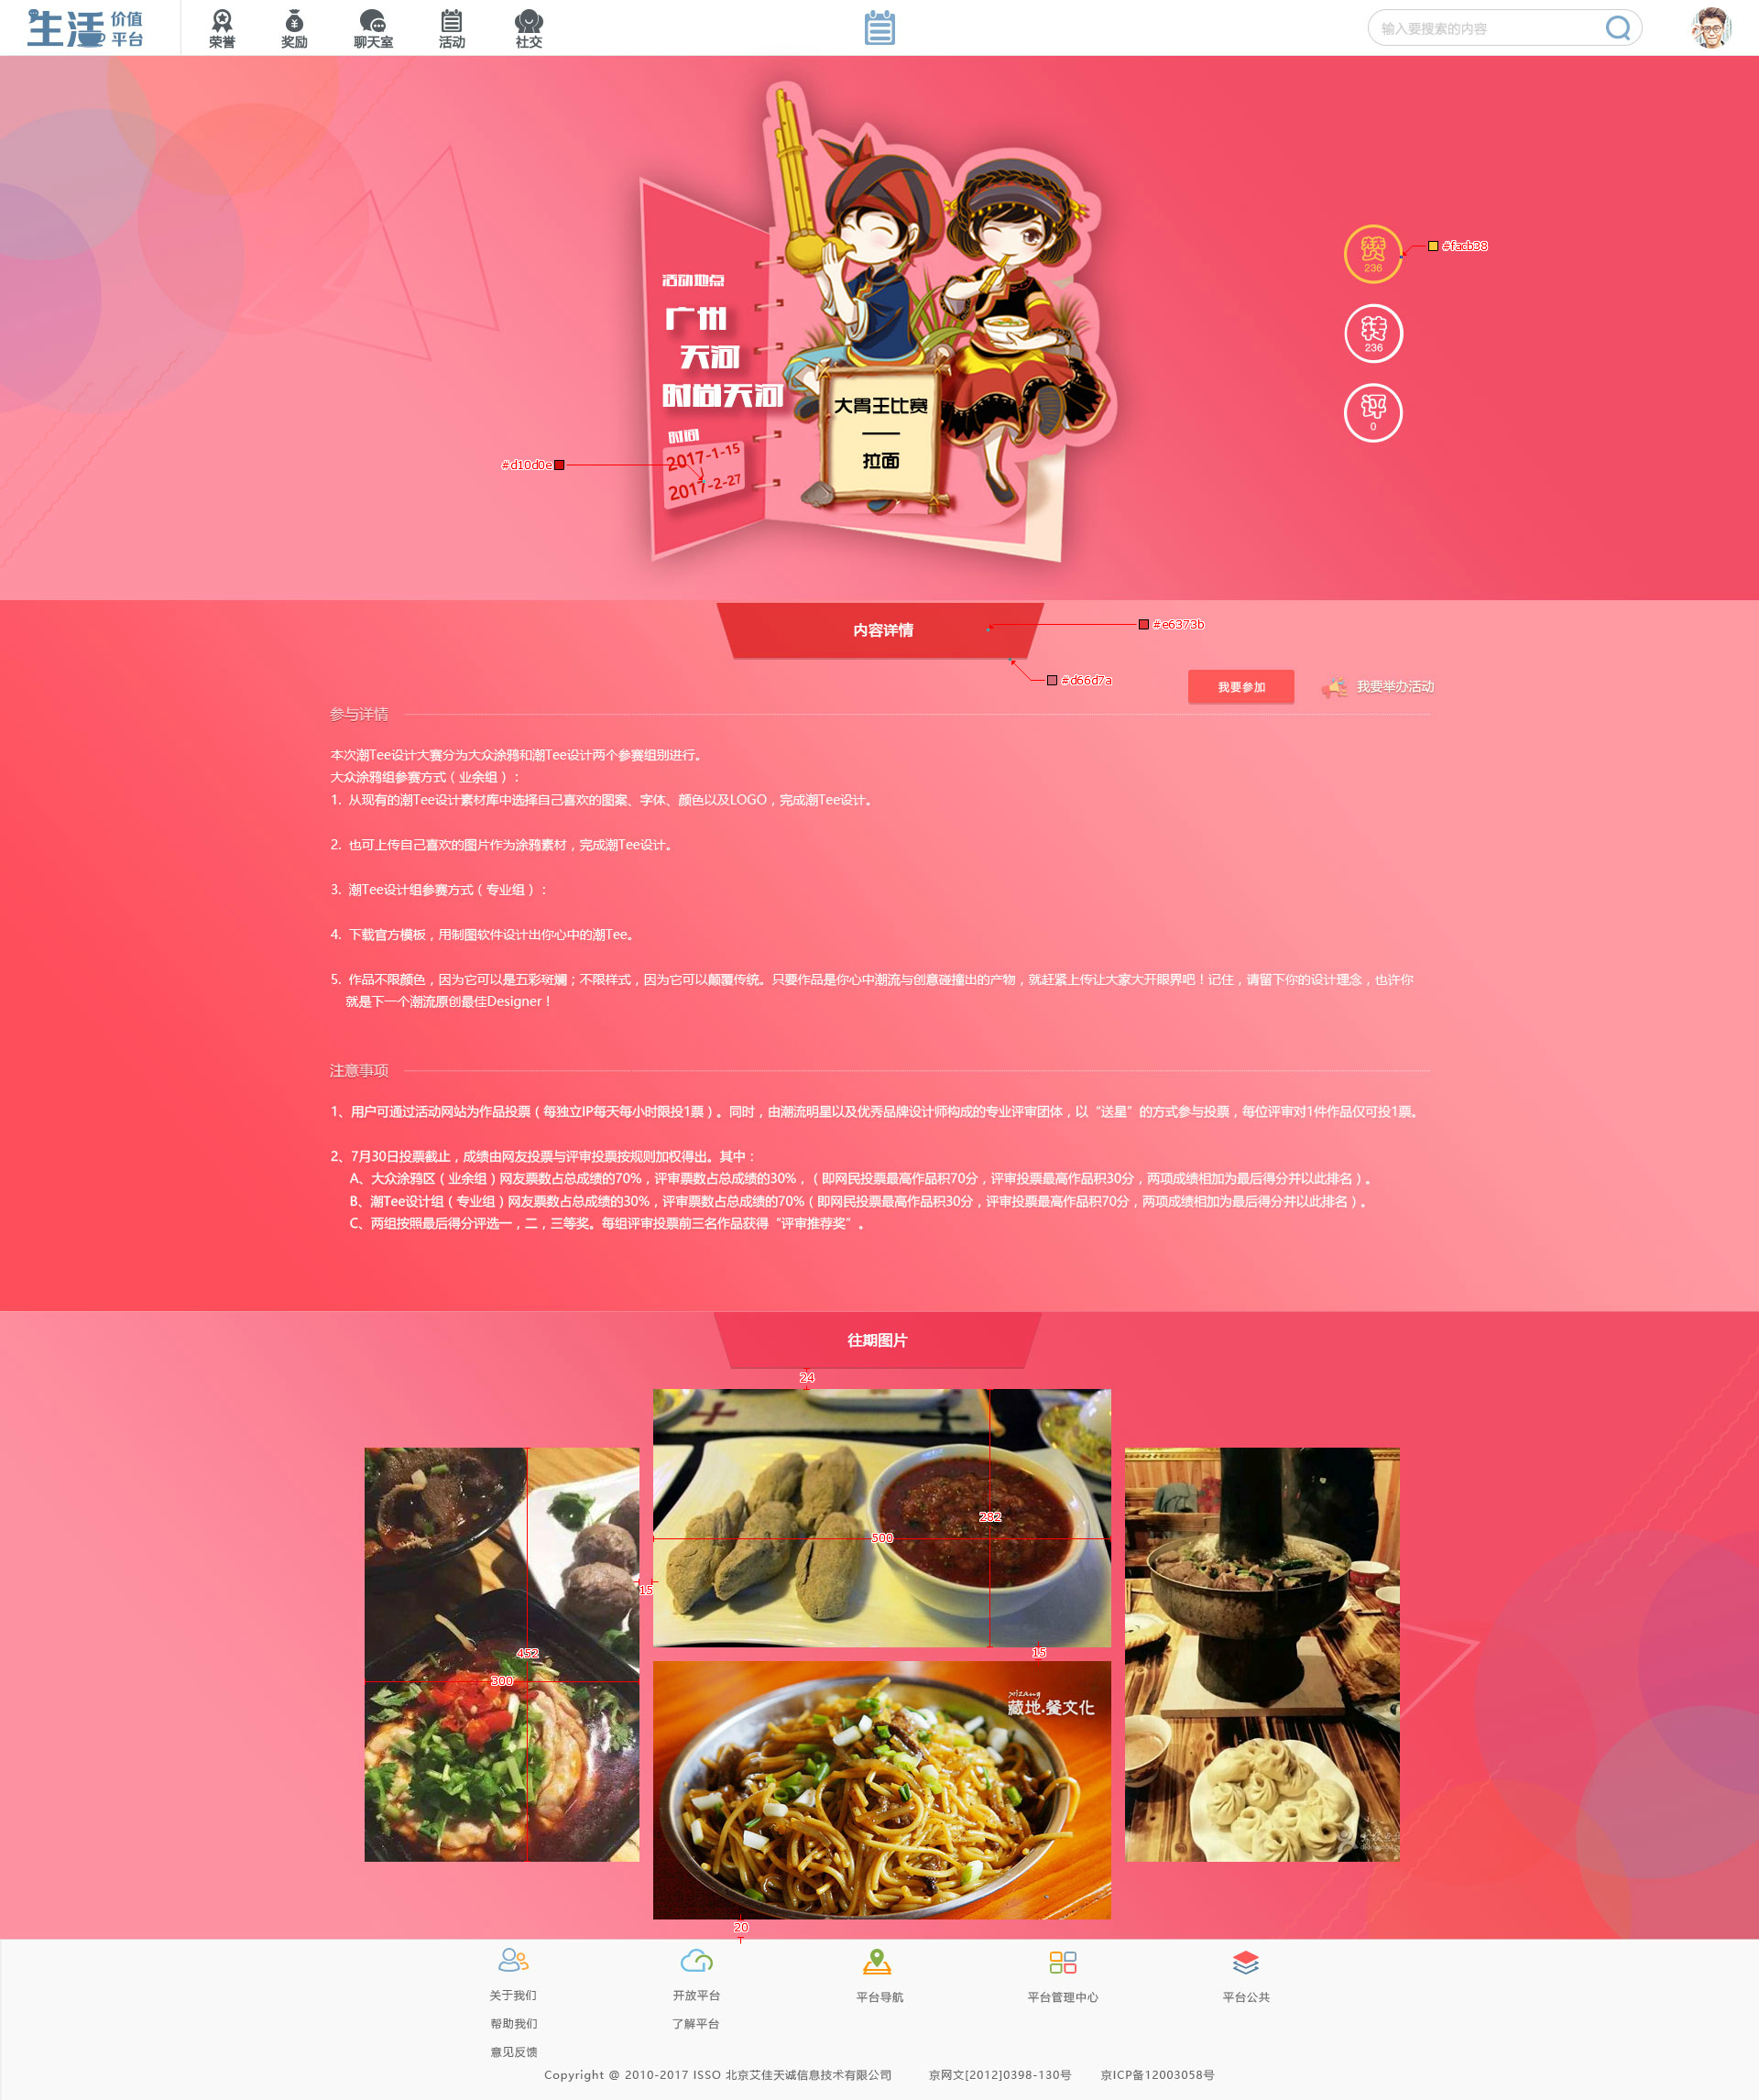 生活 价值平台
荣誉
奖励
聊天室
活动
社交
输入要搜索的内容
活动地点
广州
天河
时尚天河
时间
2017-1-15
2017-2-27
大胃王比赛
拉面
赞
236
转
236
评
0
#facb38
#d10d0e
内容详情
#e6373b
#d66d7a
我要参加
我要举办活动
参与详情
本次潮Tee设计大赛分为大众涂鸦和潮Tee设计两个参赛组别进行。
大众涂鸦组参赛方式（业余组）：
1. 从现有的潮Tee设计素材库中选择自己喜欢的图案、字体、颜色以及LOGO，完成潮Tee设计。
2. 也可上传自己喜欢的图片作为涂鸦素材，完成潮Tee设计。
3. 潮Tee设计组参赛方式（专业组）：
4. 下载官方模板，用制图软件设计出你心中的潮Tee。
5. 作品不限颜色，因为它可以是五彩斑斓；不限样式，因为它可以颠覆传统。只要作品是你心中潮流与创意碰撞出的产物，就赶紧上传让大家大开眼界吧！记住，请留下你的设计理念，也许你
就是下一个潮流原创最佳Designer！
注意事项
1、用户可通过活动网站为作品投票（每独立IP每天每小时限投1票）。同时，由潮流明星以及优秀品牌设计师构成的专业评审团体，以“送星”的方式参与投票，每位评审对1件作品仅可投1票。
2、7月30日投票截止，成绩由网友投票与评审投票按规则加权得出。其中：
A、大众涂鸦区（业余组）网友票数占总成绩的70%，评审票数占总成绩的30%，（即网民投票最高作品积70分，评审投票最高作品积30分，两项成绩相加为最后得分并以此排名）。
B、潮Tee设计组（专业组）网友票数占总成绩的30%，评审票数占总成绩的70%（即网民投票最高作品积30分，评审投票最高作品积70分，两项成绩相加为最后得分并以此排名）。
C、两组按照最后得分评选一，二，三等奖。每组评审投票前三名作品获得“评审推荐奖”。
往期图片
24
282
500
15
452
300
15
xizang
藏地.餐文化
20
关于我们
帮助我们
意见反馈
开放平台
了解平台
平台导航
平台管理中心
平台公共
Copyright @ 2010-2017 ISSO 北京艾佳天诚信息技术有限公司 京网文[2012]0398-130号 京ICP备12003058号